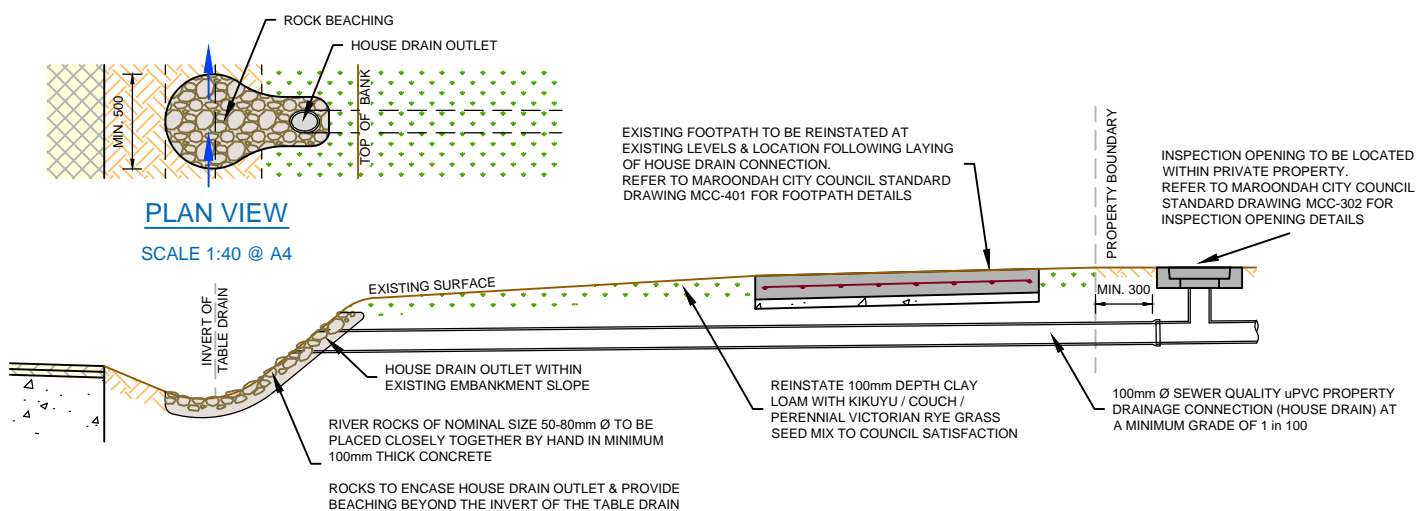 ROCK BEACHING
HOUSE DRAIN OUTLET
MIN. 500
TOP OF BANK
PLAN VIEW
SCALE 1:40 @ A4
EXISTING FOOTPATH TO BE REINSTATED AT
EXISTING LEVELS & LOCATION FOLLOWING LAYING
OF HOUSE DRAIN CONNECTION.
REFER TO MAROONDAH CITY COUNCIL STANDARD
DRAWING MCC-401 FOR FOOTPATH DETAILS
PROPERTY BOUNDARY
INSPECTION OPENING TO BE LOCATED
WITHIN PRIVATE PROPERTY.
REFER TO MAROONDAH CITY COUNCIL
STANDARD DRAWING MCC-302 FOR
INSPECTION OPENING DETAILS
EXISTING SURFACE
MIN. 300
INVERT OF
TABLE DRAIN
HOUSE DRAIN OUTLET WITHIN
EXISTING EMBANKMENT SLOPE
RIVER ROCKS OF NOMINAL SIZE 50-80mm Ø TO BE
PLACED CLOSELY TOGETHER BY HAND IN MINIMUM
100mm THICK CONCRETE
ROCKS TO ENCASE HOUSE DRAIN OUTLET & PROVIDE
BEACHING BEYOND THE INVERT OF THE TABLE DRAIN
REINSTATE 100mm DEPTH CLAY
LOAM WITH KIKUYU / COUCH /
PERENNIAL VICTORIAN RYE GRASS
SEED MIX TO COUNCIL SATISFACTION
100mm Ø SEWER QUALITY uPVC PROPERTY
DRAINAGE CONNECTION (HOUSE DRAIN) AT
A MINIMUM GRADE OF 1 in 100